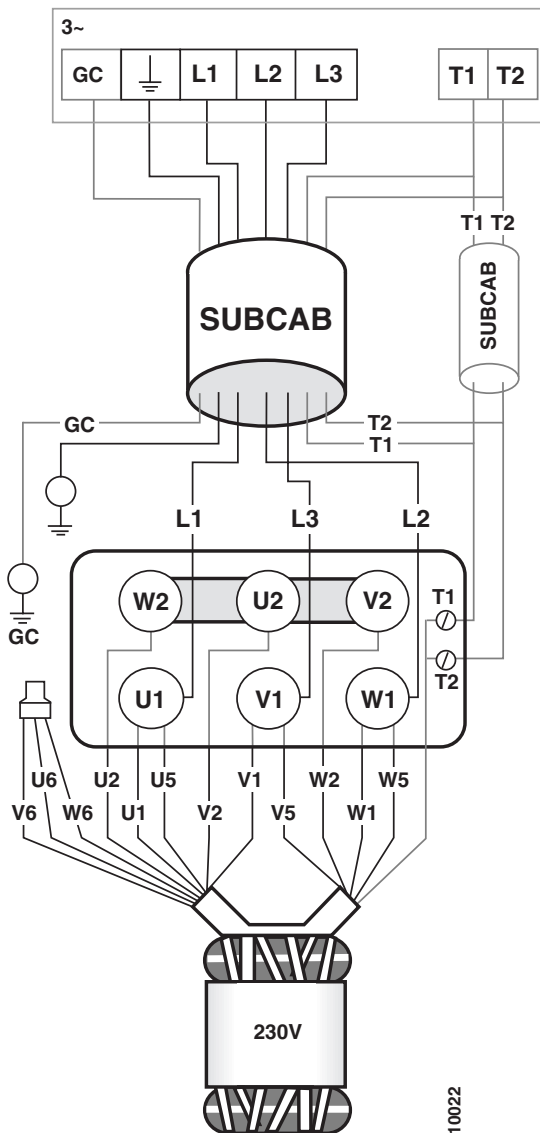 3~
GC L1 L2 L3 T1 T2
T1 T2
SUBCAB
SUBCAB
GC
T2
T1
L1 L3 L2
W2 U2 V2
T1
U1 V1 W1
T2
GC
U6 U2 U5 V1 W2 W5
V6 W6 U1 V2 V5 W1
230V
10022